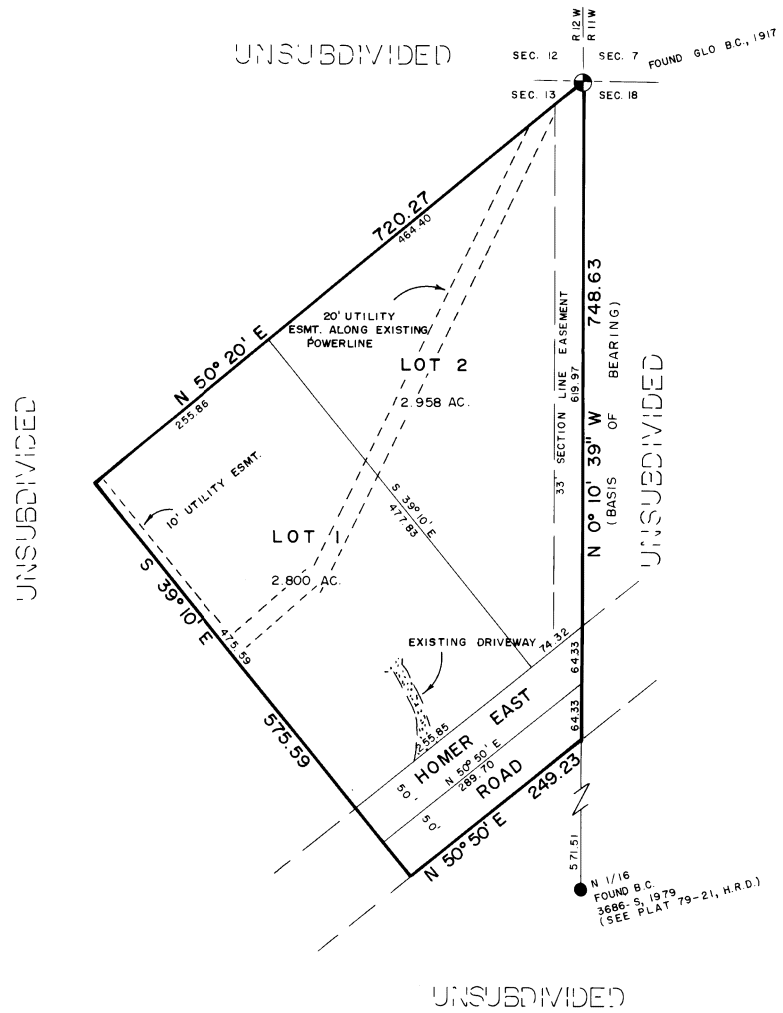 R 12 W
R 11 W
UNSUBDIVIDED
SEC. 12
SEC. 7
FOUND GLO B.C., 1917
SEC. 13
SEC. 18
720.27
464.40
20' UTILITY
ESMT. ALONG EXISTING
POWERLINE
N 50° 20' E
255.86
LOT 2
2.958 AC.
33' SECTION LINE EASEMENT
619.97
N 0° 10' 39" W 748.63
(BASIS OF BEARING)
UNSUBDIVIDED
UNSUBDIVIDED
10' UTILITY ESMT.
S 39° 10' E
477.83
LOT 1
2.800 AC.
S 39° 10' E
475.59
575.59
EXISTING DRIVEWAY
74.32
64.33
64.33
255.85
HOMER EAST
N 50° 50' E
289.70
ROAD
50'
50'
N 50° 50' E
249.23
571.51
N 1/16
FOUND B.C.
3686-S, 1979
(SEE PLAT 79-21, H.R.D.)
UNSUBDIVIDED